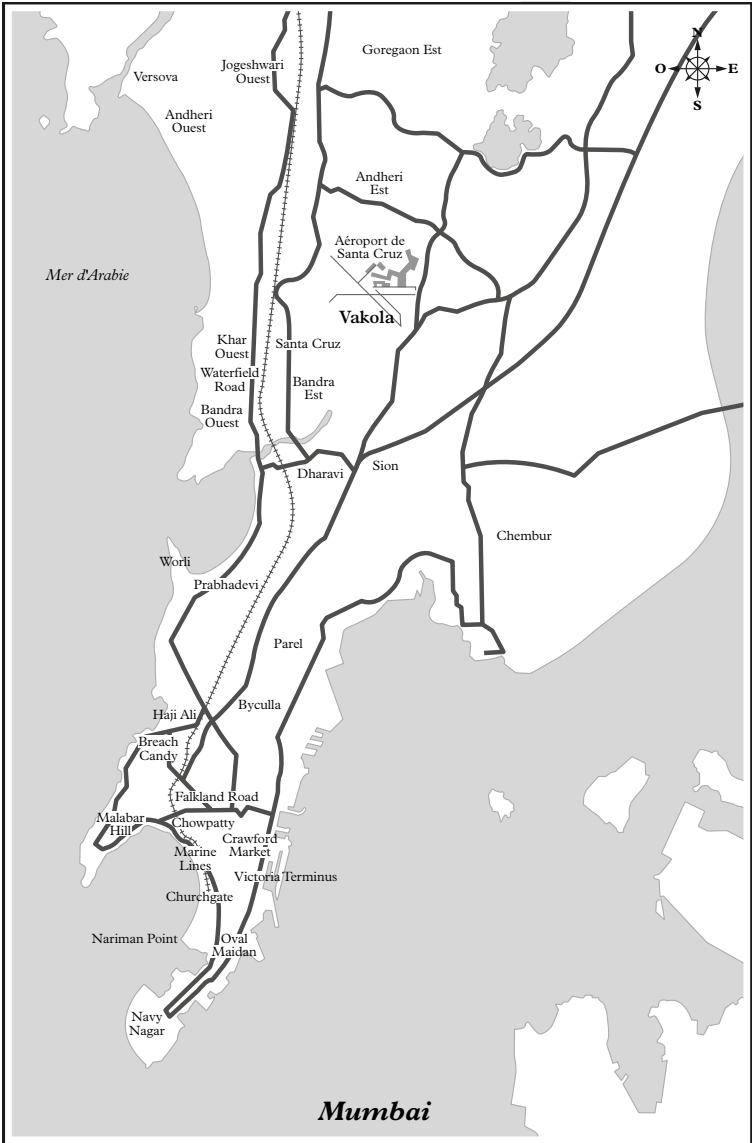 Goregaon Est
N
Jogeshwari
Ouest
O
E
Versova
S
Andheri
Ouest
Andheri
Est
Aéroport de
Santa Cruz
Mer d'Arabie
Vakola
Khar
Ouest
Santa Cruz
Waterfield
Road
Bandra
Est
Bandra
Ouest
Sion
Dharavi
Chembur
Worli
Prabhadevi
Parel
Byculla
Haji Ali
Breach
Candy
Falkland Road
Malabar
Hill
Chowpatty
Crawford
Market
Marine
Lines
Victoria Terminus
Churchgate
Nariman Point
Oval
Maidan
Navy
Nagar
Mumbai